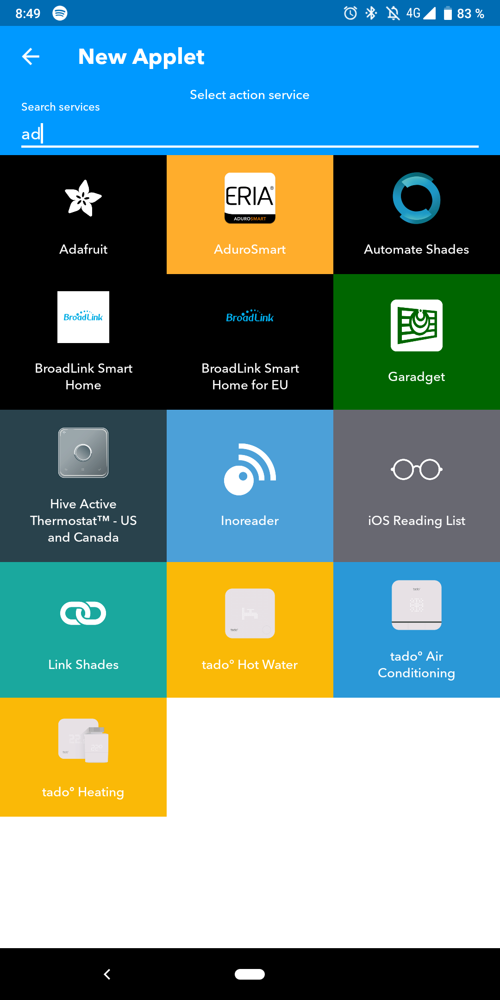 8:49
4G
83 %
New Applet
Select action service
Search services
ad
ERIA®
ADUROSMART
Adafruit
AduroSmart
Automate Shades
BroadLink
BroadLink
BroadLink Smart
Home
BroadLink Smart
Home for EU
Garadget
Hive Active
Thermostat™ - US
and Canada
Inoreader
iOS Reading List
tado°
tado°
Link Shades
tado° Hot Water
tado° Air
Conditioning
22.
22°
tado°
tado° Heating